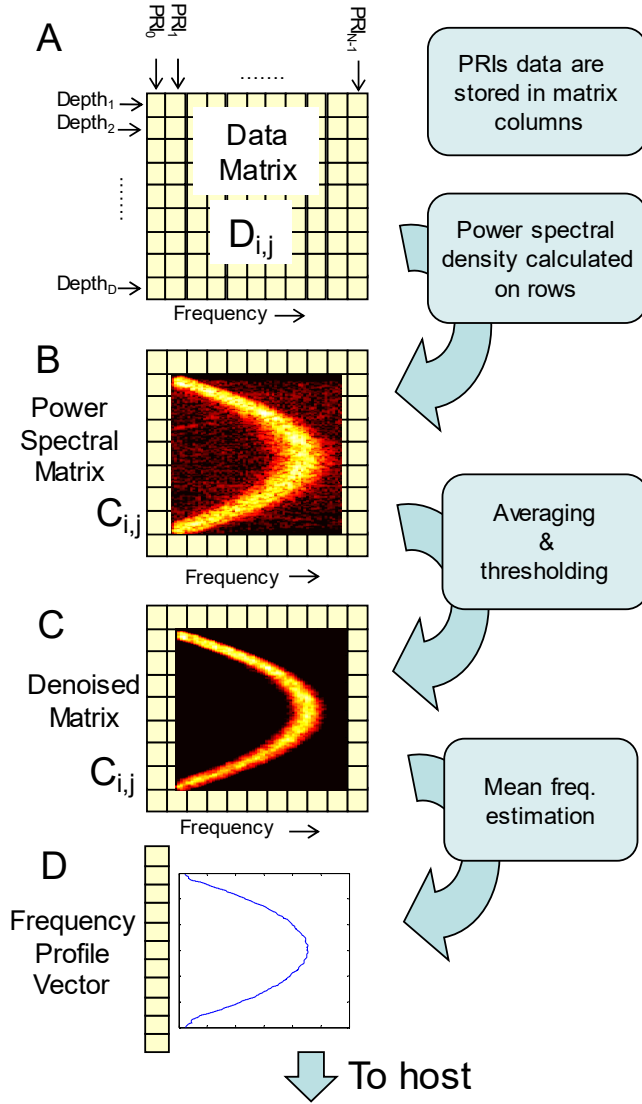 A
PRI0
PRI1
PRIN-1
.......
Depth1
Depth2
.......
DepthD
Data
Matrix
Di,j
Frequency
PRIs data are
stored in matrix
columns
Power spectral
density calculated
on rows
B
Power
Spectral
Matrix
Ci,j
Frequency
Averaging
&
thresholding
C
Denoised
Matrix
Ci,j
Frequency
Mean freq.
estimation
D
Frequency
Profile
Vector
To host